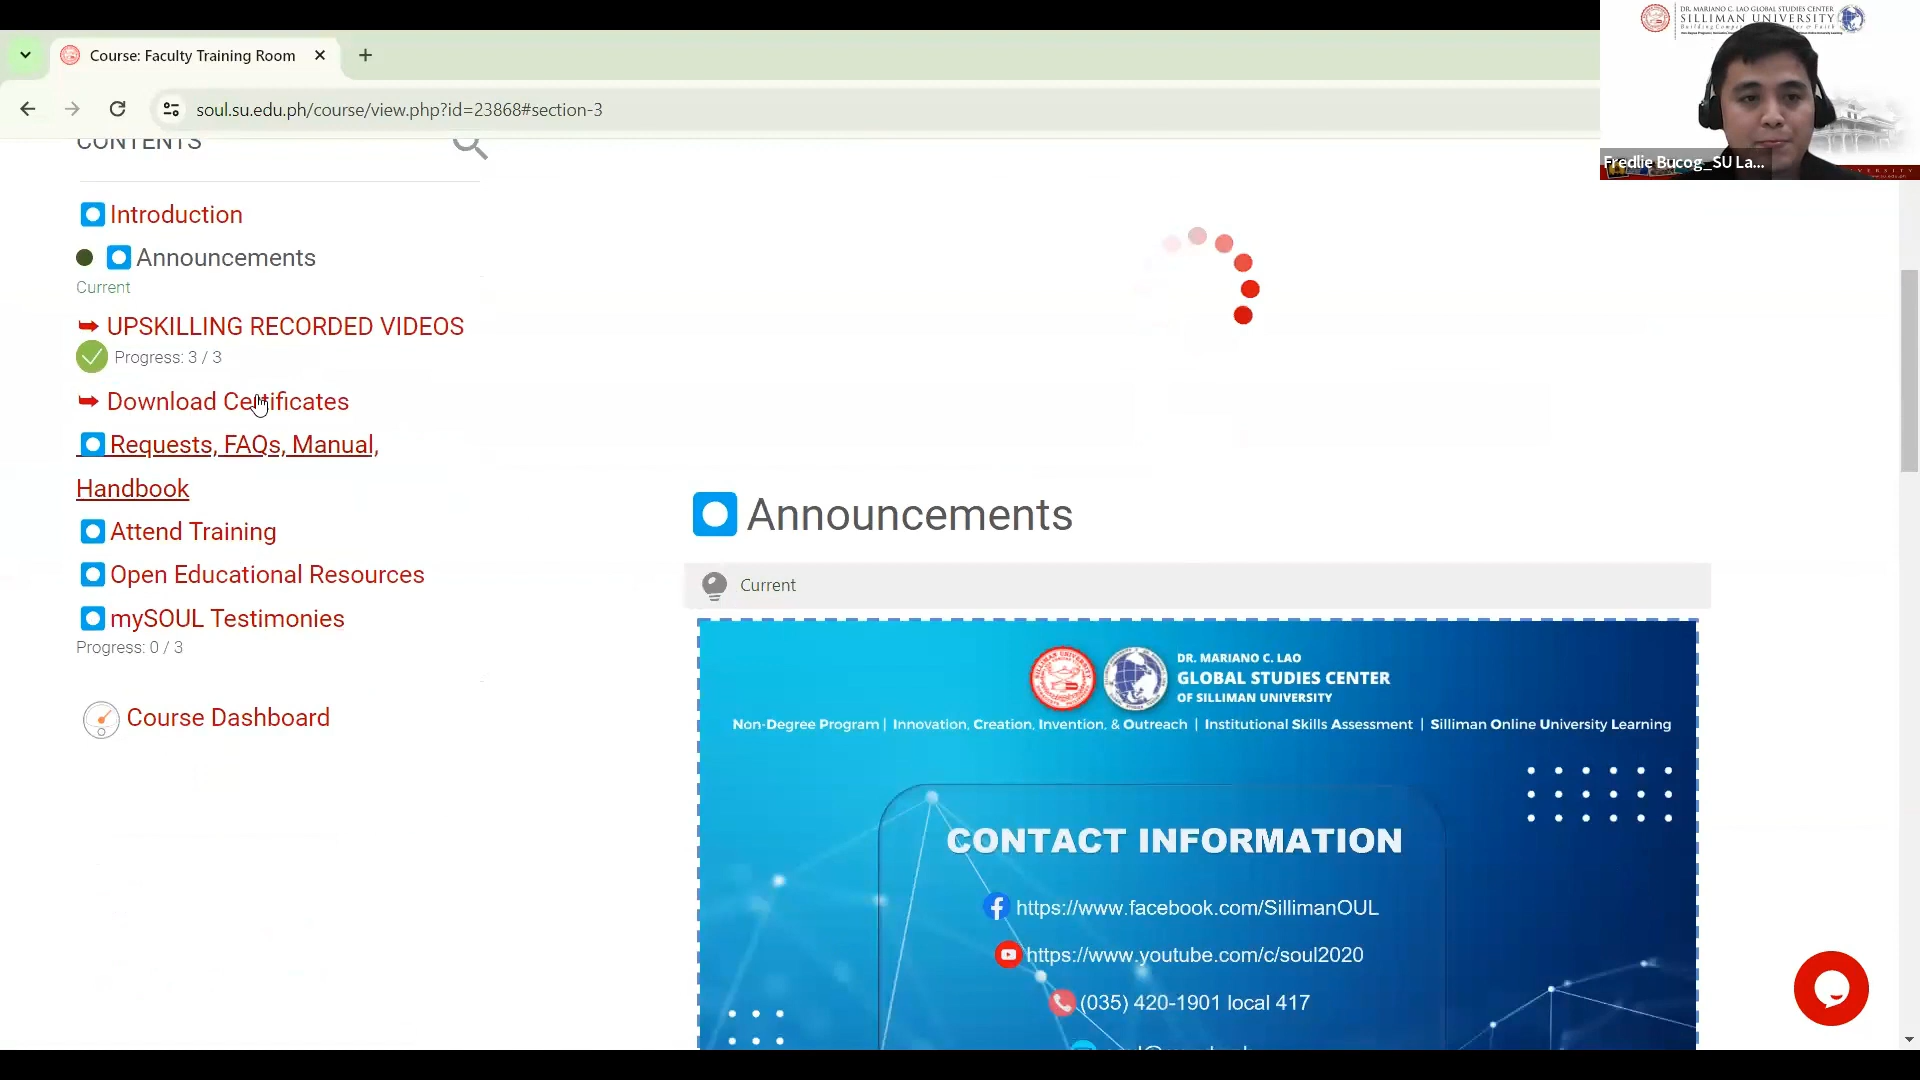 Course: Faculty Training Room
soul.su.edu.ph/course/view.php?id=23868#section-3
DR. MARIANO C. LAO GLOBAL STUDIES CENTER
SILLIMAN UNIVERSITY
Fredlie Bucog_SU La...
CONTENTS
Introduction
Announcements
Current
UPSKILLING RECORDED VIDEOS
Progress: 3 / 3
Download Certificates
Requests, FAQs, Manual,
Handbook
Attend Training
Open Educational Resources
mySOUL Testimonies
Progress: 0 / 3
Course Dashboard
Announcements
Current
DR. MARIANO C. LAO
GLOBAL STUDIES CENTER
OF SILLIMAN UNIVERSITY
Non-Degree Program | Innovation, Creation, Invention, & Outreach | Institutional Skills Assessment | Silliman Online University Learning
CONTACT INFORMATION
https://www.facebook.com/SillimanOUL
https://www.youtube.com/c/soul2020
(035) 420-1901 local 417